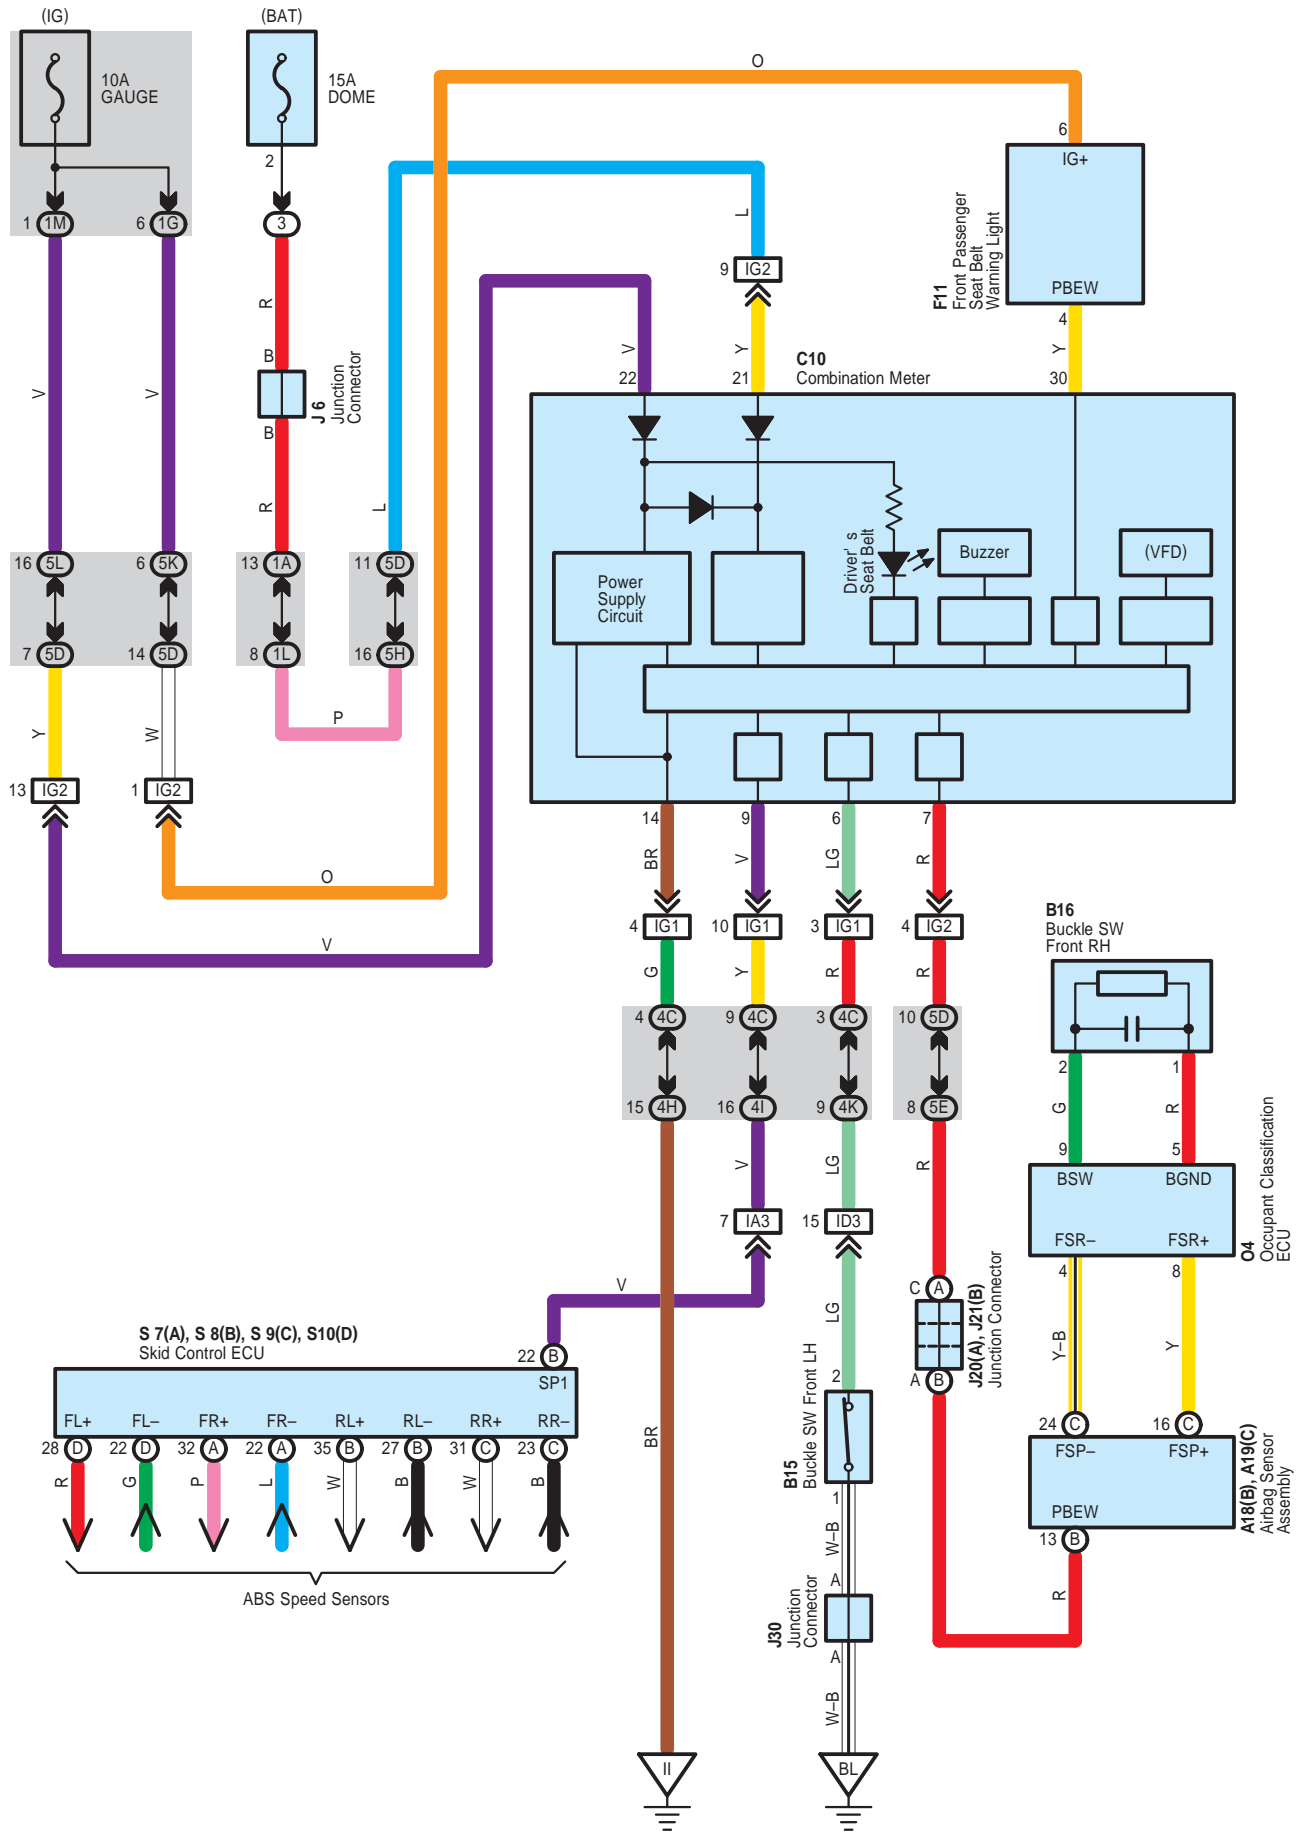 (IG)
(BAT)
10A
GAUGE
15A
DOME
2
1 1M
6 1G
3
O
6
IG+
PBEW
F11
Front Passenger
Seat Belt
Warning Light
4
Y
30
L
9 IG2
V
22
Y
21
C10
Combination Meter
V
V
R
B
J 6
Junction
Connector
B
R
L
16 5L
6 5K
13 1A
11 5D
7 5D
14 5D
8 1L
16 5H
Power
Supply
Circuit
Driver' s
Seat Belt
Buzzer
(VFD)
Y
W
P
13 IG2
1 IG2
O
V
14
9
6
7
BR
V
LG
R
4 IG1
10 IG1
3 IG1
4 IG2
G
Y
R
R
4 4C
9 4C
3 4C
10 5D
15 4H
16 4I
9 4K
8 5E
B16
Buckle SW
Front RH
2
1
G
R
9
5
BSW
BGND
FSR–
FSR+
O4
Occupant Classification
ECU
4
8
Y–B
Y
24 C
16 C
FSP–
FSP+
PBEW
A18(B), A19(C)
Airbag Sensor
Assembly
13 B
R
V
LG
R
7 IA3
15 ID3
V
LG
C A
J20(A), J21(B)
Junction Connector
A B
S 7(A), S 8(B), S 9(C), S10(D)
Skid Control ECU
22 B
SP1
FL+
FL–
FR+
FR–
RL+
RL–
RR+
RR–
28 D
22 D
32 A
22 A
35 B
27 B
31 C
23 C
R
G
P
L
W
B
W
B
ABS Speed Sensors
BR
2
B15
Buckle SW Front LH
1
W–B
A
J30
Junction
Connector
A
W–B
II
BL